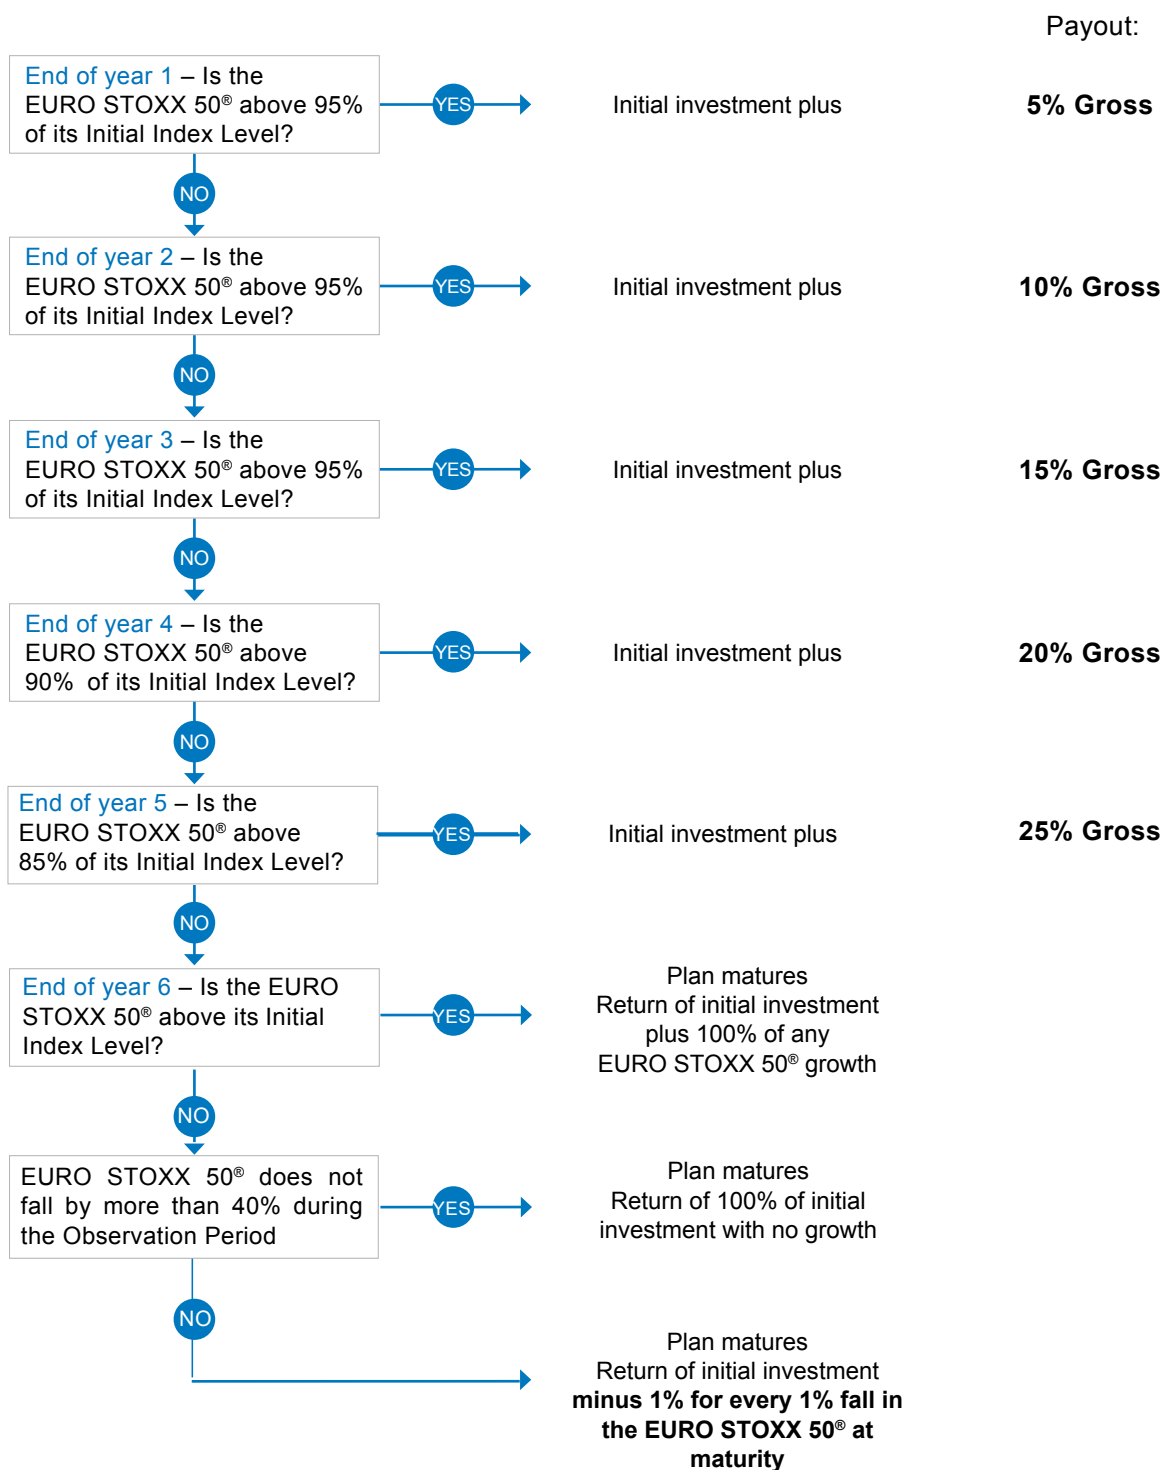 Payout:
End of year 1 – Is the
EURO STOXX 50® above 95%
of its Initial Index Level?
YES
Initial investment plus
5% Gross
NO
End of year 2 – Is the
EURO STOXX 50® above 95%
of its Initial Index Level?
YES
Initial investment plus
10% Gross
NO
End of year 3 – Is the
EURO STOXX 50® above 95%
of its Initial Index Level?
YES
Initial investment plus
15% Gross
NO
End of year 4 – Is the
EURO STOXX 50® above
90% of its Initial Index Level?
YES
Initial investment plus
20% Gross
NO
End of year 5 – Is the
EURO STOXX 50® above
85% of its Initial Index Level?
YES
Initial investment plus
25% Gross
NO
End of year 6 – Is the EURO
STOXX 50® above its Initial
Index Level?
YES
Plan matures
Return of initial investment
plus 100% of any
EURO STOXX 50® growth
NO
EURO STOXX 50® does not
fall by more than 40% during
the Observation Period
YES
Plan matures
Return of 100% of initial
investment with no growth
NO
Plan matures
Return of initial investment
minus 1% for every 1% fall in
the EURO STOXX 50® at
maturity